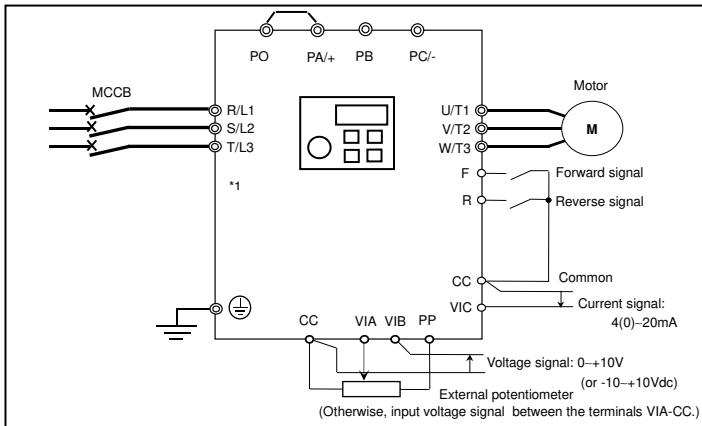 PO PA/+ PB PC/-
MCCB
Motor
R/L1
S/L2
T/L3
*1
U/T1
V/T2
W/T3
M
F
Forward signal
R
Reverse signal
CC
Common
VIC
Current signal:
4(0)~20mA
CC VIA VIB PP
Voltage signal: 0~+10V
(or -10~+10Vdc)
External potentiometer
(Otherwise, input voltage signal between the terminals VIA-CC.)